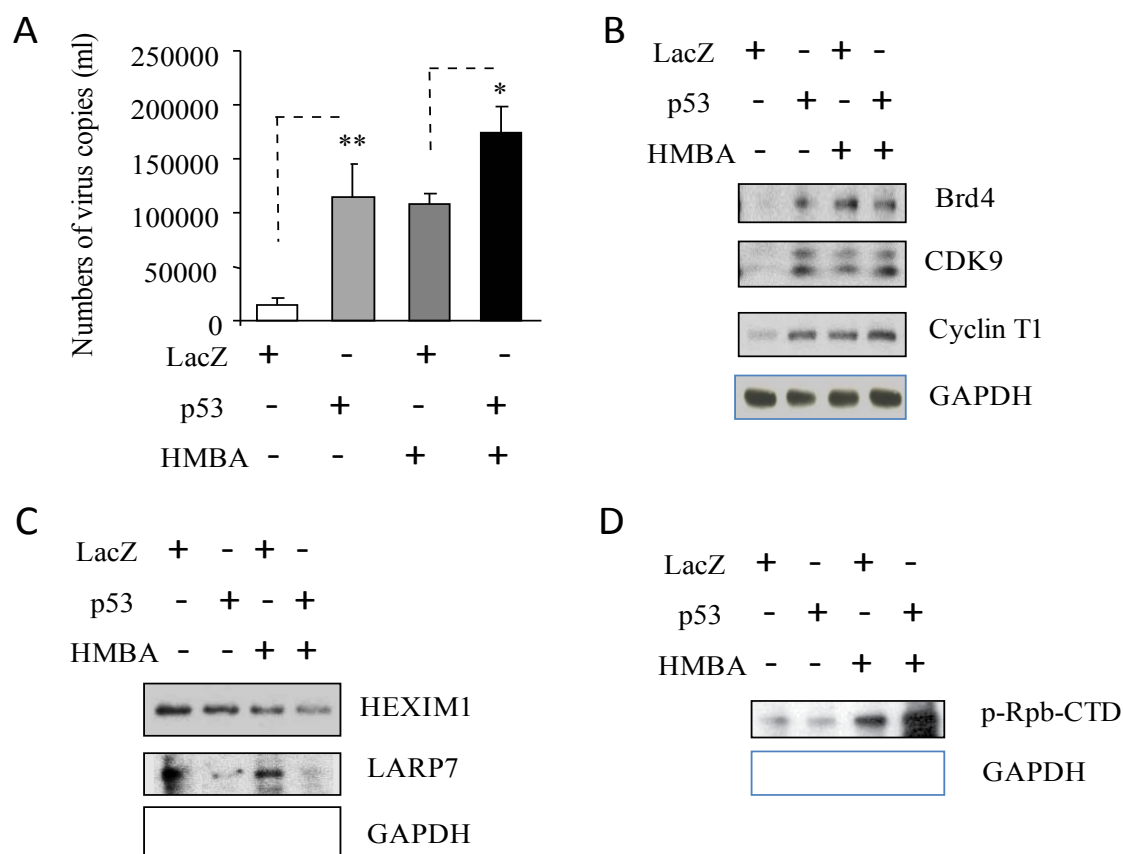 A
Numbers of virus copies (ml)
250000
200000
150000
100000
50000
0
**
*
LacZ + - + -
p53 - + - +
HMBA - - + +
B
LacZ + - + -
p53 - + - +
HMBA - - + +
Brd4
CDK9
Cyclin T1
GAPDH
C
LacZ + - + -
p53 - + - +
HMBA - - + +
HEXIM1
LARP7
GAPDH
D
LacZ + - + -
p53 - + - +
HMBA - - + +
p-Rpb-CTD
GAPDH